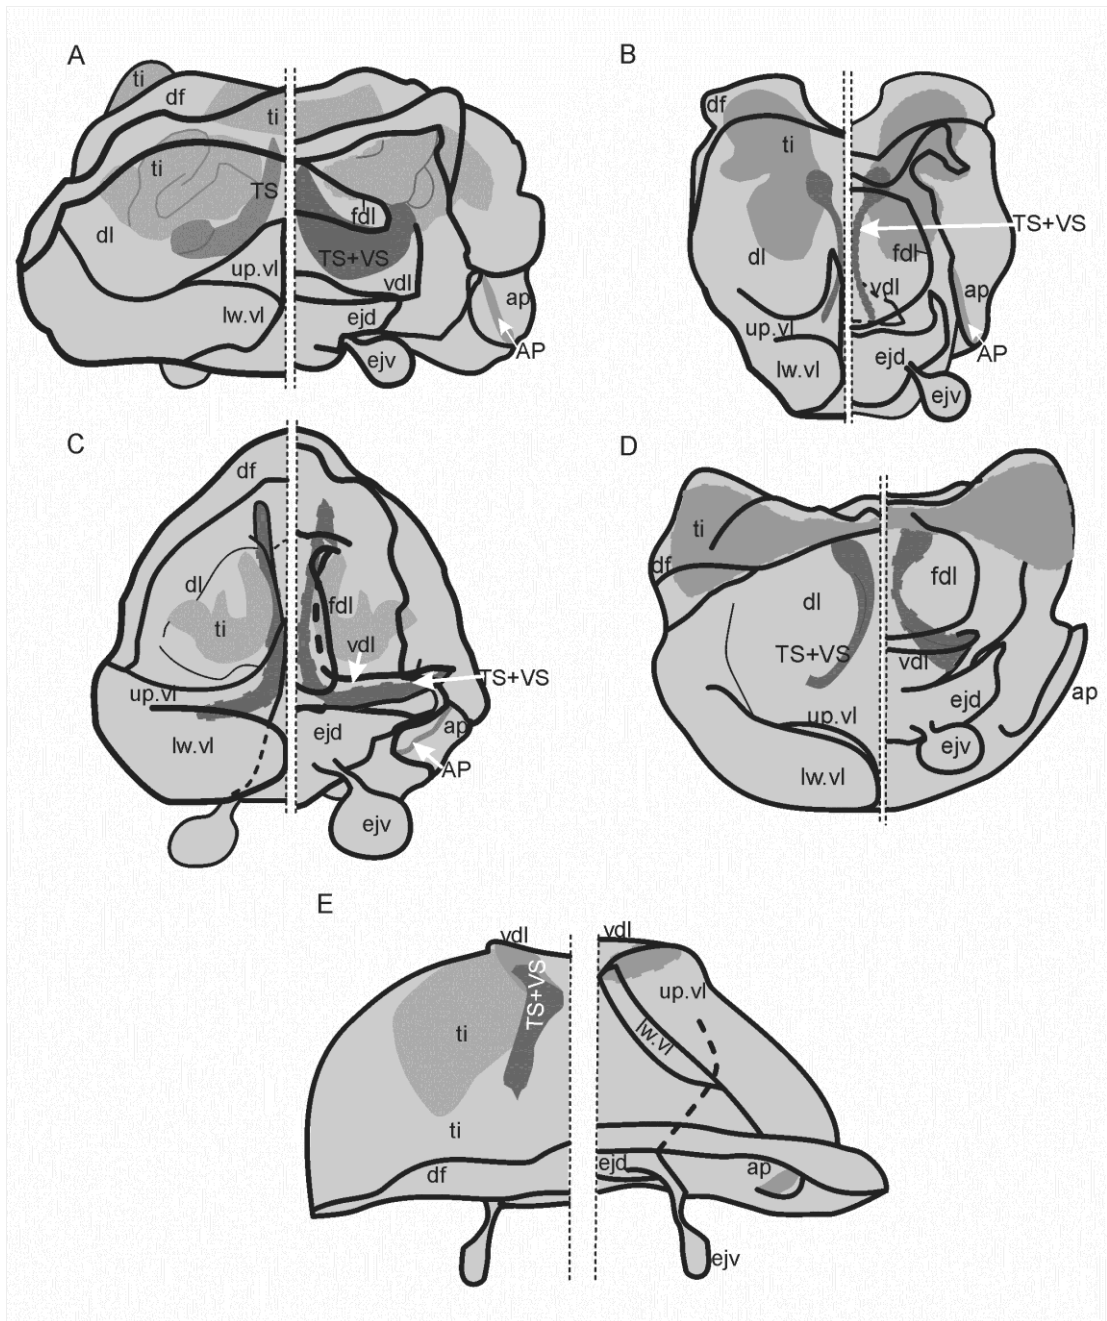 A
ti
df
ti
ti
TS
dl
fdl
TS+VS
up.vl
vdl
lw.vl
ejd
ap
ejv
AP
B
df
ti
TS+VS
dl
fdl
vdl
ap
up.vl
ejd
AP
lw.vl
ejv
C
df
dl
fdl
ti
vdl
up.vl
TS+VS
lw.vl
ejd
ap
AP
ejv
D
ti
df
fdl
dl
TS+VS
vdl
ejd
ap
up.vl
ejv
lw.vl
E
vdl
vdl
TS+VS
up.vl
ti
lw.vl
ti
df
ejd
ap
ejv